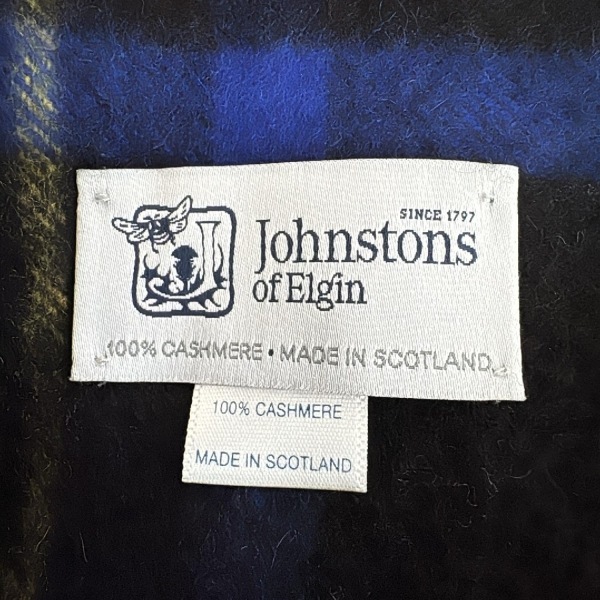 SINCE 1797
Johnstons
of Elgin
100% CASHMERE • MADE IN SCOTLAND
100% CASHMERE
MADE IN SCOTLAND